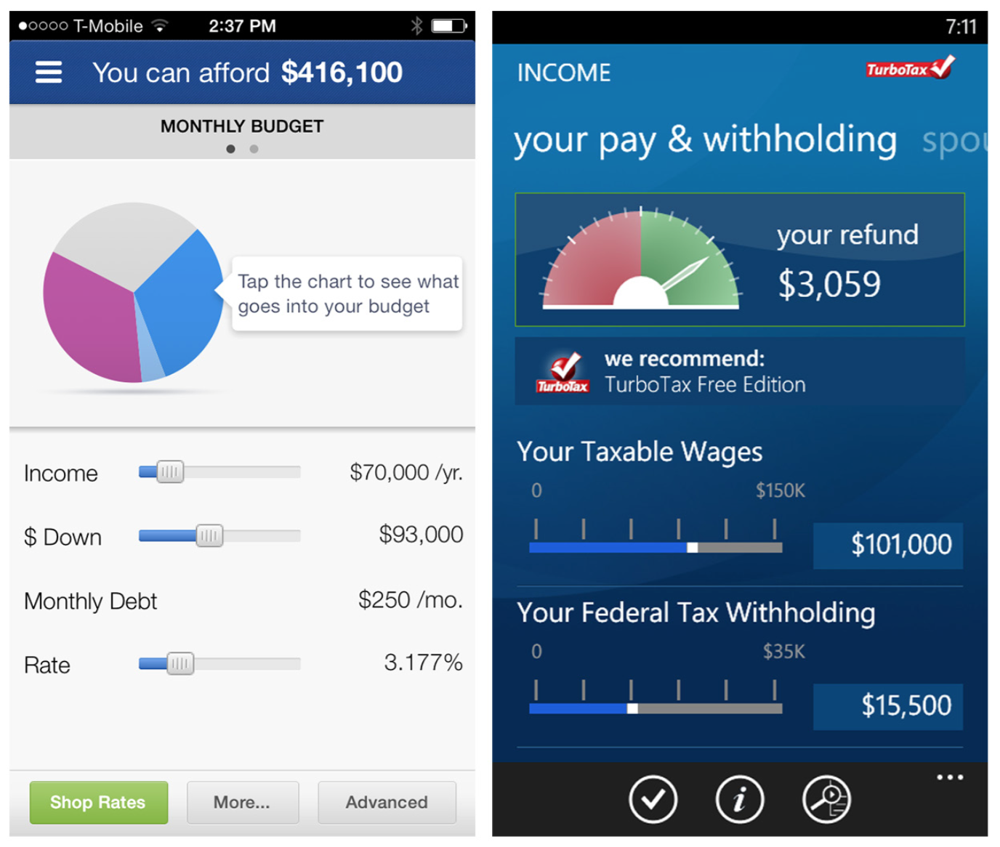 T-Mobile 2:37 PM
You can afford $416,100
MONTHLY BUDGET
Tap the chart to see what
goes into your budget
Income $70,000 /yr.
$ Down $93,000
Monthly Debt $250 /mo.
Rate 3.177%
Shop Rates More... Advanced
7:11
INCOME TurboTax
your pay & withholding spou
your refund
$3,059
we recommend:
TurboTax TurboTax Free Edition
Your Taxable Wages
0 $150K
$101,000
Your Federal Tax Withholding
0 $35K
$15,500